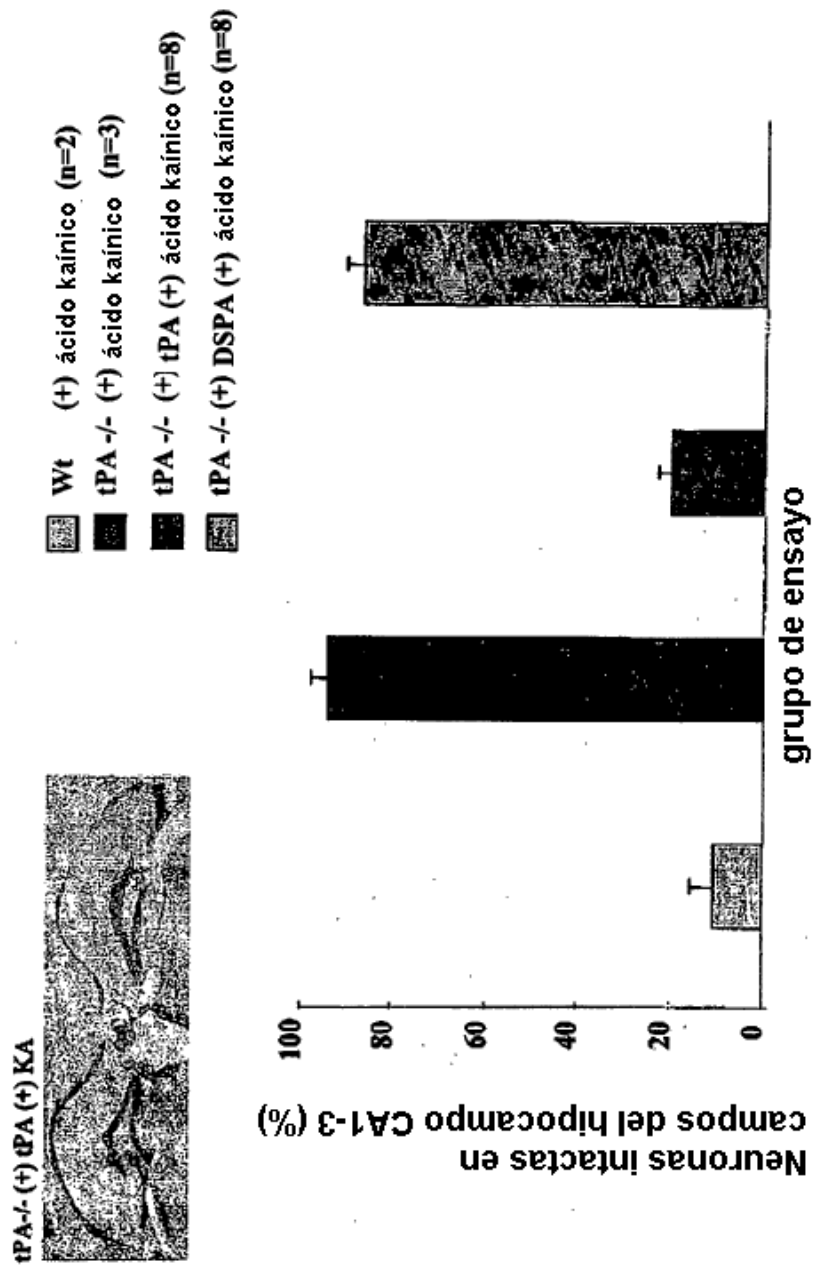 tPA-/- (+) tPA (+) KA
Wt (+) ácido kaínico (n=2)
tPA -/- (+) ácido kaínico (n=3)
tPA -/- (+) tPA (+) ácido kaínico (n=8)
tPA -/- (+) DSPA (+) ácido kaínico (n=8)
Neuronas intactas en
campos del hipocampo CA1-3 (%)
100
80
60
40
20
0
grupo de ensayo